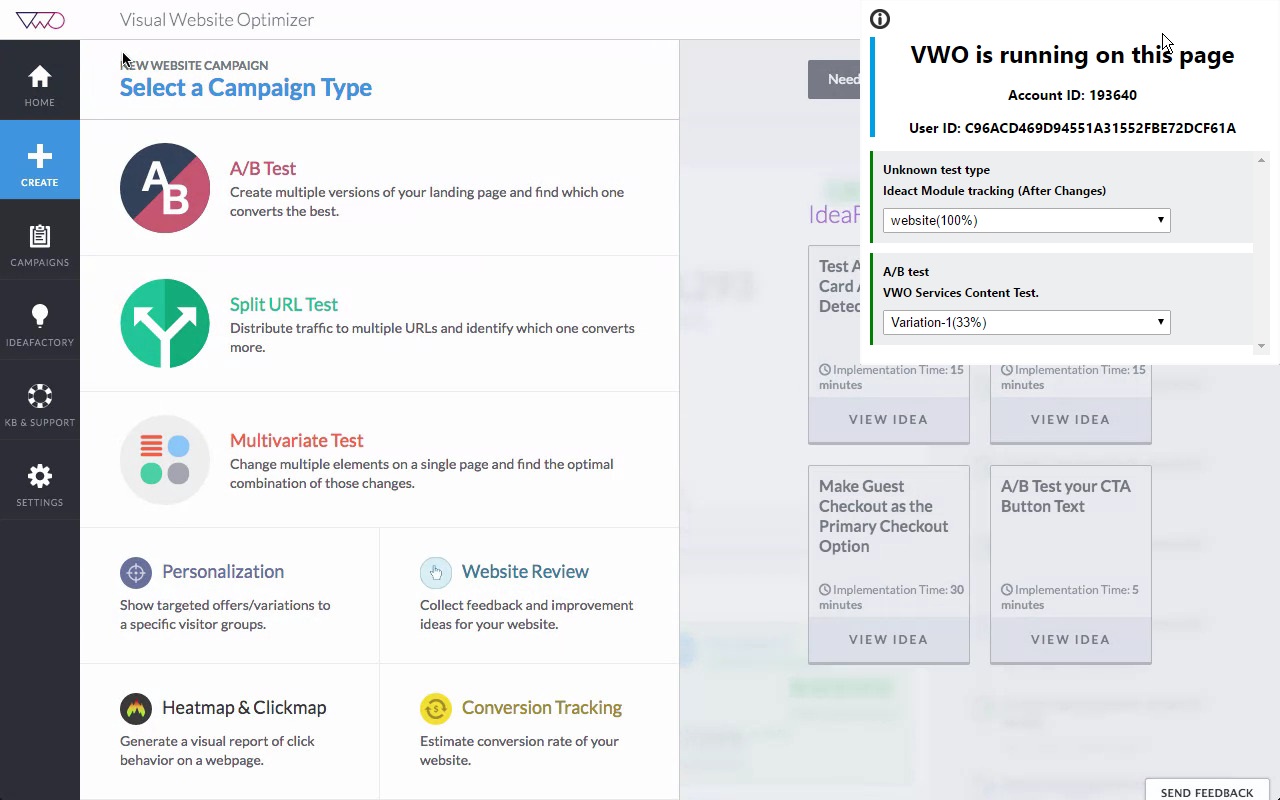 VWO
Visual Website Optimizer
HOME
CREATE
CAMPAIGNS
IDEAFACTORY
KB & SUPPORT
SETTINGS
NEW WEBSITE CAMPAIGN
Select a Campaign Type
A/B Test
Create multiple versions of your landing page and find which one
converts the best.
Split URL Test
Distribute traffic to multiple URLs and identify which one converts
more.
Multivariate Test
Change multiple elements on a single page and find the optimal
combination of those changes.
Personalization
Show targeted offers/variations to
a specific visitor groups.
Website Review
Collect feedback and improvement
ideas for your website.
Heatmap & Clickmap
Generate a visual report of click
behavior on a webpage.
Conversion Tracking
Estimate conversion rate of your
website.
Need
VWO is running on this page
Account ID: 193640
User ID: C96ACD469D94551A31552FBE72DCF61A
Unknown test type
Ideact Module tracking (After Changes)
website(100%)
A/B test
VWO Services Content Test.
Variation-1(33%)
IdeaF
Test A
Card A
Detec
Implementation Time: 15
minutes
VIEW IDEA
Implementation Time: 15
minutes
VIEW IDEA
Make Guest
Checkout as the
Primary Checkout
Option
Implementation Time: 30
minutes
VIEW IDEA
A/B Test your CTA
Button Text
Implementation Time: 5
minutes
VIEW IDEA
SEND FEEDBACK